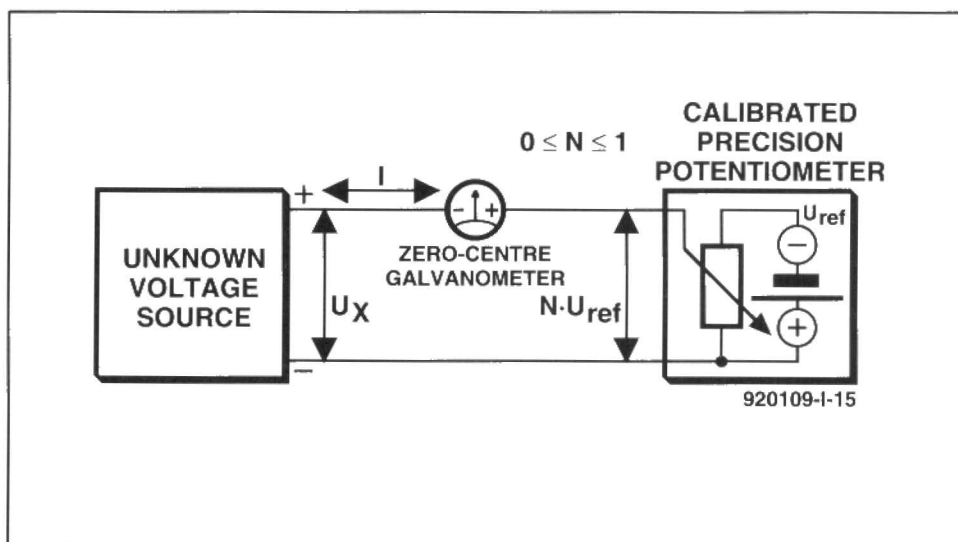 CALIBRATED
PRECISION
POTENTIOMETER
0 ≤ N ≤ 1
+
I
- +
U_ref
−
UNKNOWN
VOLTAGE
SOURCE
ZERO-CENTRE
GALVANOMETER
U_X
N·U_ref
+
−
920109-I-15